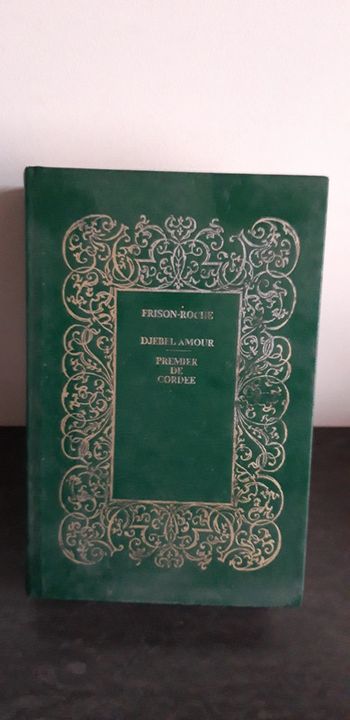 FRISON-ROCHE
DJEBEL AMOUR
PREMIER
DE
CORDEE